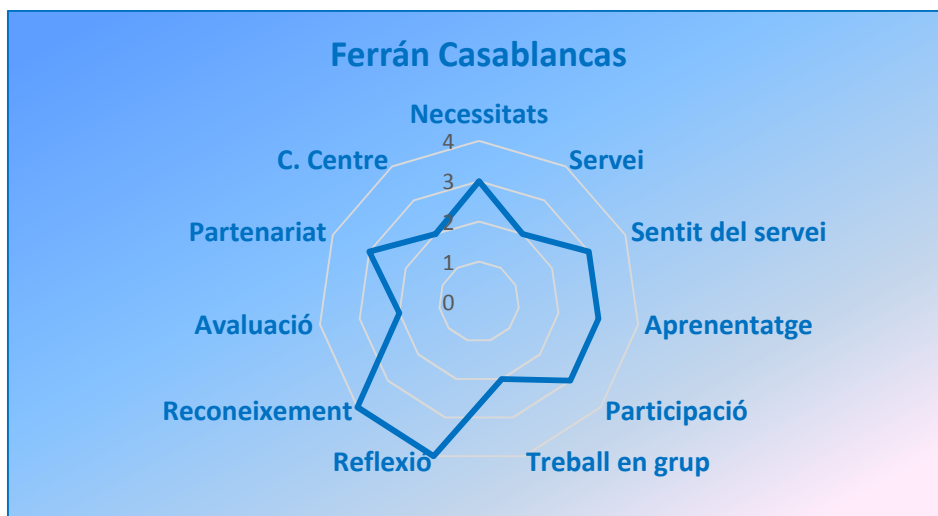 Ferrán Casablancas
Necessitats
4
C. Centre
Servei
3
Partenariat
2
Sentit del servei
1
0
Avaluació
Aprenentatge
Reconeixement
Participació
Reflexió
Treball en grup